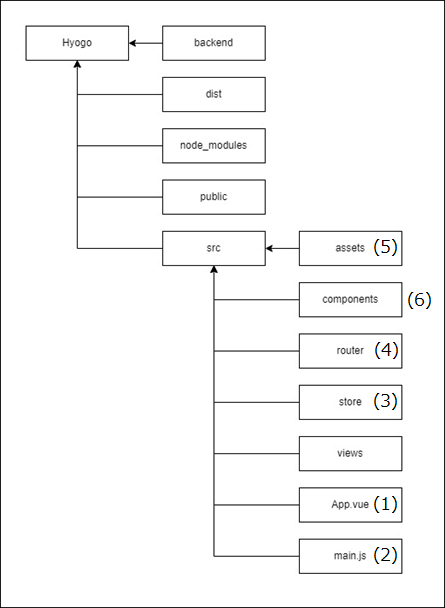 Hyogo
backend
dist
node_modules
public
src
assets (5)
components (6)
router (4)
store (3)
views
App.vue (1)
main.js (2)